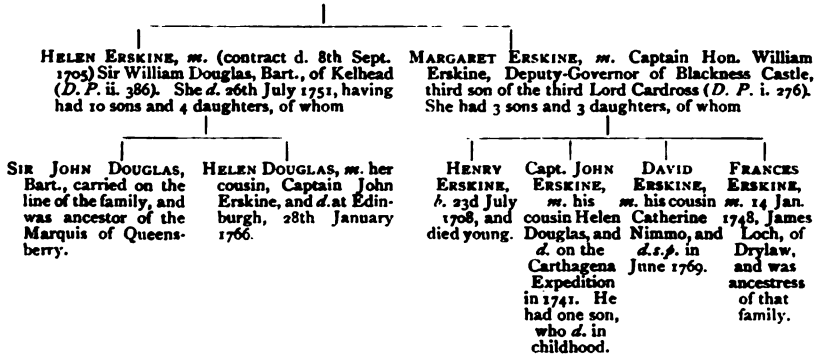 HELEN ERSKINE, m. (contract d. 8th Sept.
1705) Sir William Douglas, Bart., of Kelhead
(D. P. ii. 386). She d. 26th July 1751, having
had 10 sons and 4 daughters, of whom
MARGARET ERSKINE, m. Captain Hon. William
Erskine, Deputy-Governor of Blackness Castle,
third son of the third Lord Cardross (D. P. i. 276).
She had 3 sons and 3 daughters, of whom
SIR JOHN DOUGLAS,
Bart., carried on the
line of the family, and
was ancestor of the
Marquis of Queens-
berry.
HELEN DOUGLAS, m. her
cousin, Captain John
Erskine, and d. at Edin-
burgh, 28th January
1766.
HENRY
ERSKINE,
b. 23d July
1708, and
died young.
Capt. JOHN
ERSKINE,
m. his
cousin Helen
Douglas, and
d. on the
Carthagena
Expedition
in 1741. He
had one son,
who d. in
childhood.
DAVID
ERSKINE,
m. his cousin
Catherine
Nimmo, and
d.s.p. in
June 1769.
FRANCES
ERSKINE,
m. 14 Jan.
1748, James
Loch, of
Drylaw,
and was
ancestress
of that
family.